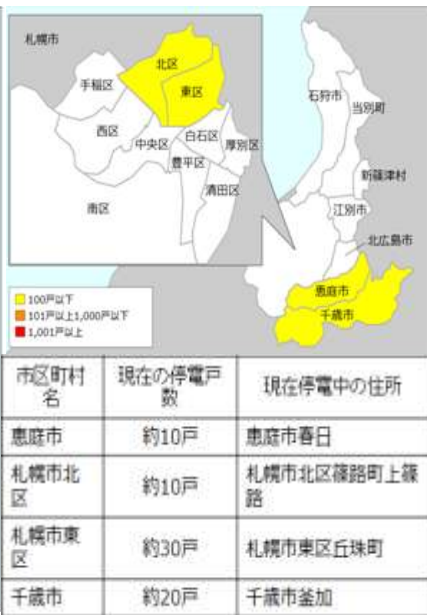 札幌市
北区
手稲区
東区
石狩市
当別町
西区
中央区
白石区
厚別区
豊平区
新篠津村
清田区
江別市
南区
北広島市
恵庭市
千歳市
100戸以下
101戸以上1,000戸以下
1,001戸以上
市区町村
名
現在の停電戸
数
現在停電中の住所
恵庭市
約10戸
恵庭市春日
札幌市北
区
約10戸
札幌市北区篠路町上篠
路
札幌市東
区
約30戸
札幌市東区丘珠町
千歳市
約20戸
千歳市釜加